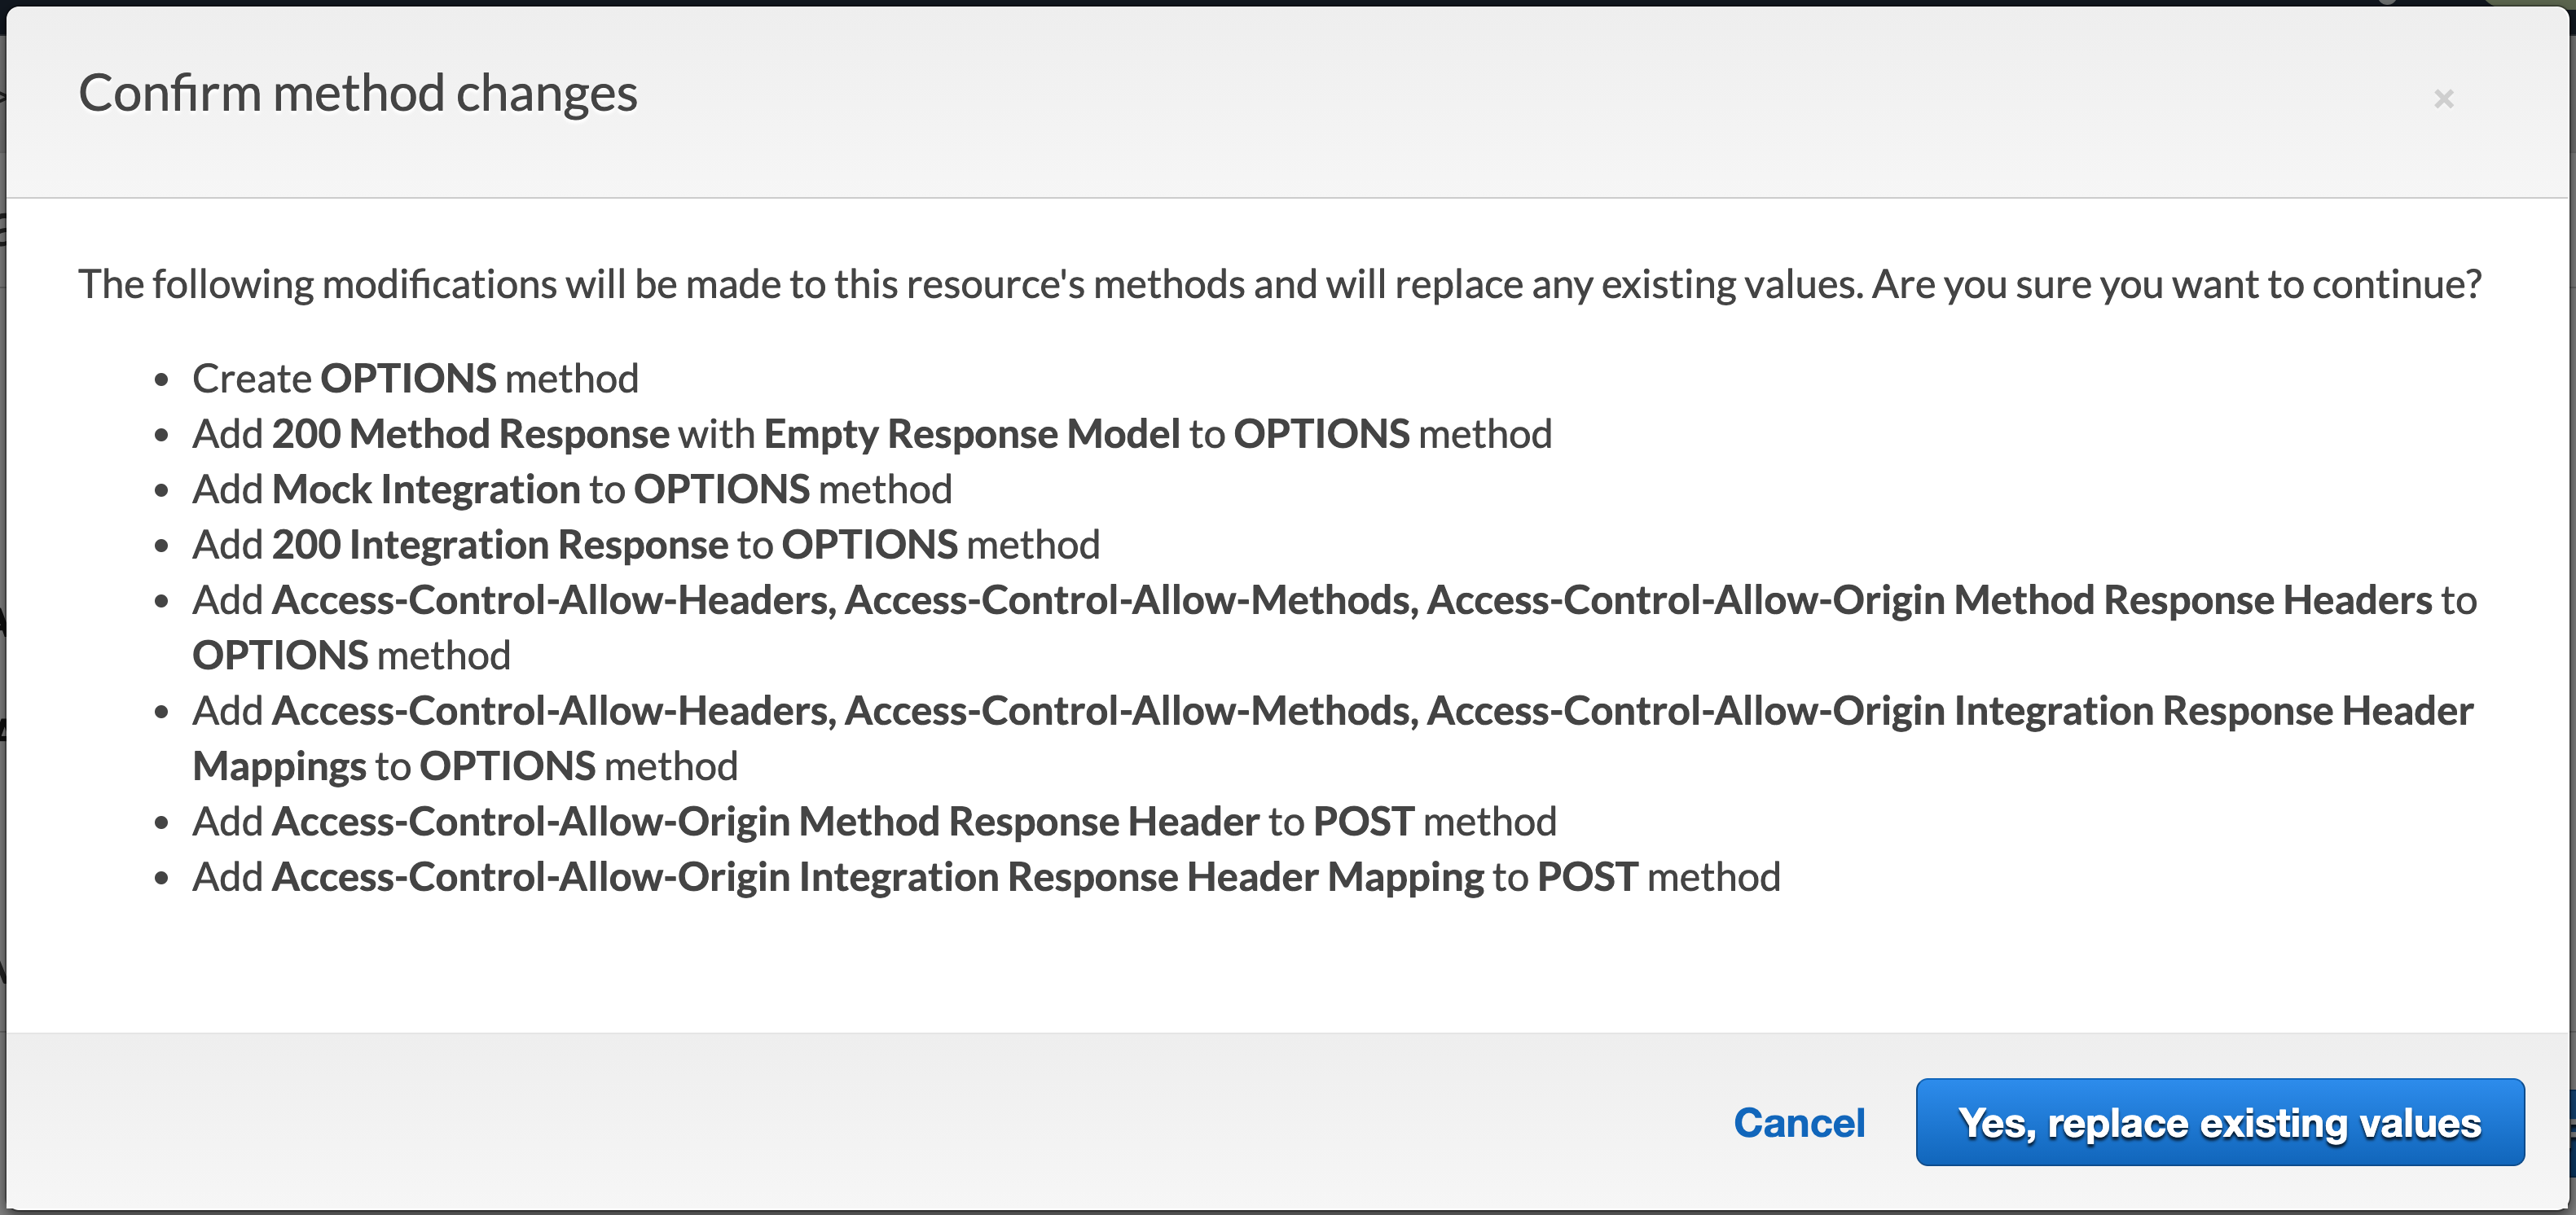 Confirm method changes
×
The following modifications will be made to this resource's methods and will replace any existing values. Are you sure you want to continue?
• Create OPTIONS method
• Add 200 Method Response with Empty Response Model to OPTIONS method
• Add Mock Integration to OPTIONS method
• Add 200 Integration Response to OPTIONS method
• Add Access-Control-Allow-Headers, Access-Control-Allow-Methods, Access-Control-Allow-Origin Method Response Headers to
OPTIONS method
• Add Access-Control-Allow-Headers, Access-Control-Allow-Methods, Access-Control-Allow-Origin Integration Response Header
Mappings to OPTIONS method
• Add Access-Control-Allow-Origin Method Response Header to POST method
• Add Access-Control-Allow-Origin Integration Response Header Mapping to POST method
Cancel
Yes, replace existing values